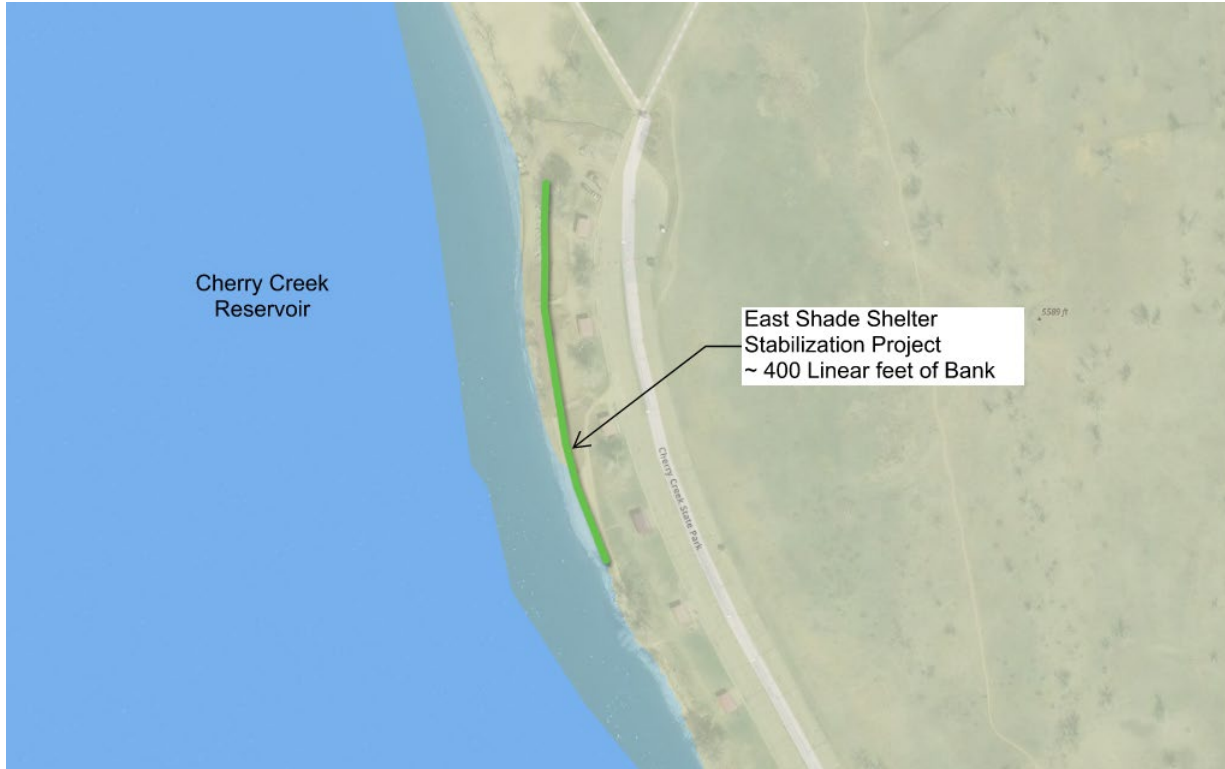 Cherry Creek
Reservoir
East Shade Shelter
Stabilization Project
~ 400 Linear feet of Bank
5589 ft
Cherry Creek State Park